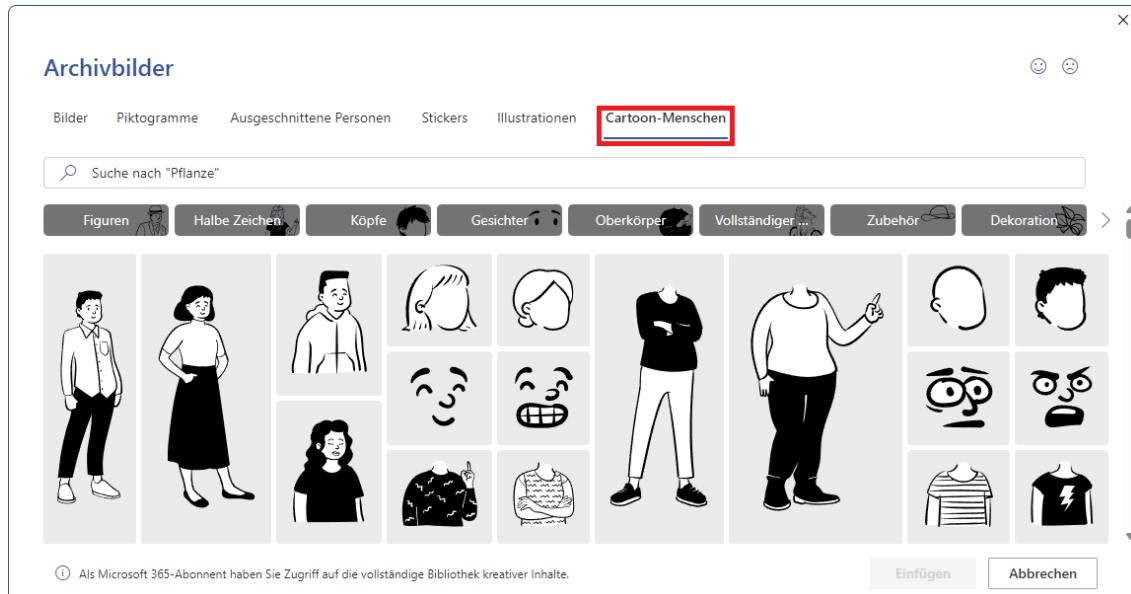 Archivbilder
Bilder Piktogramme Ausgeschnittene Personen Stickers Illustrationen Cartoon-Menschen
Suche nach "Pflanze"
Figuren Halbe Zeichen Köpfe Gesichter Oberkörper Vollständiger ... Zubehör Dekoration
Als Microsoft 365-Abonnent haben Sie Zugriff auf die vollständige Bibliothek kreativer Inhalte.
Einfügen Abbrechen